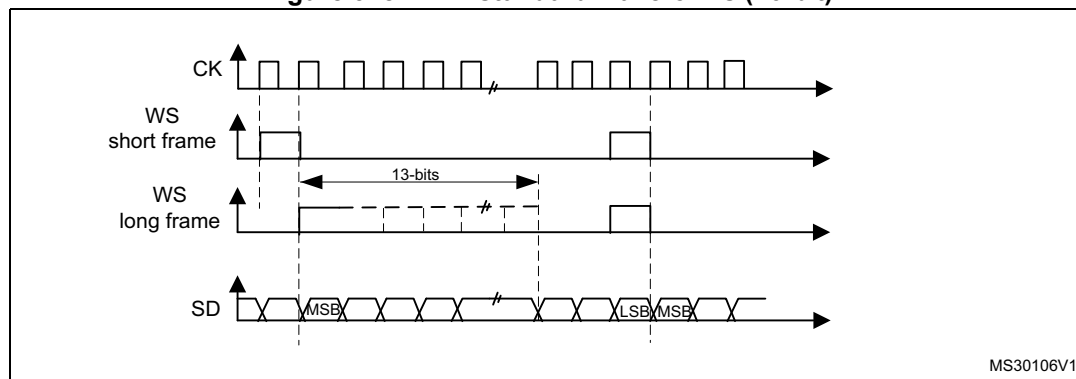 CK
WS
short frame
13-bits
WS
long frame
SD
MSB
LSB
MSB
MS30106V1